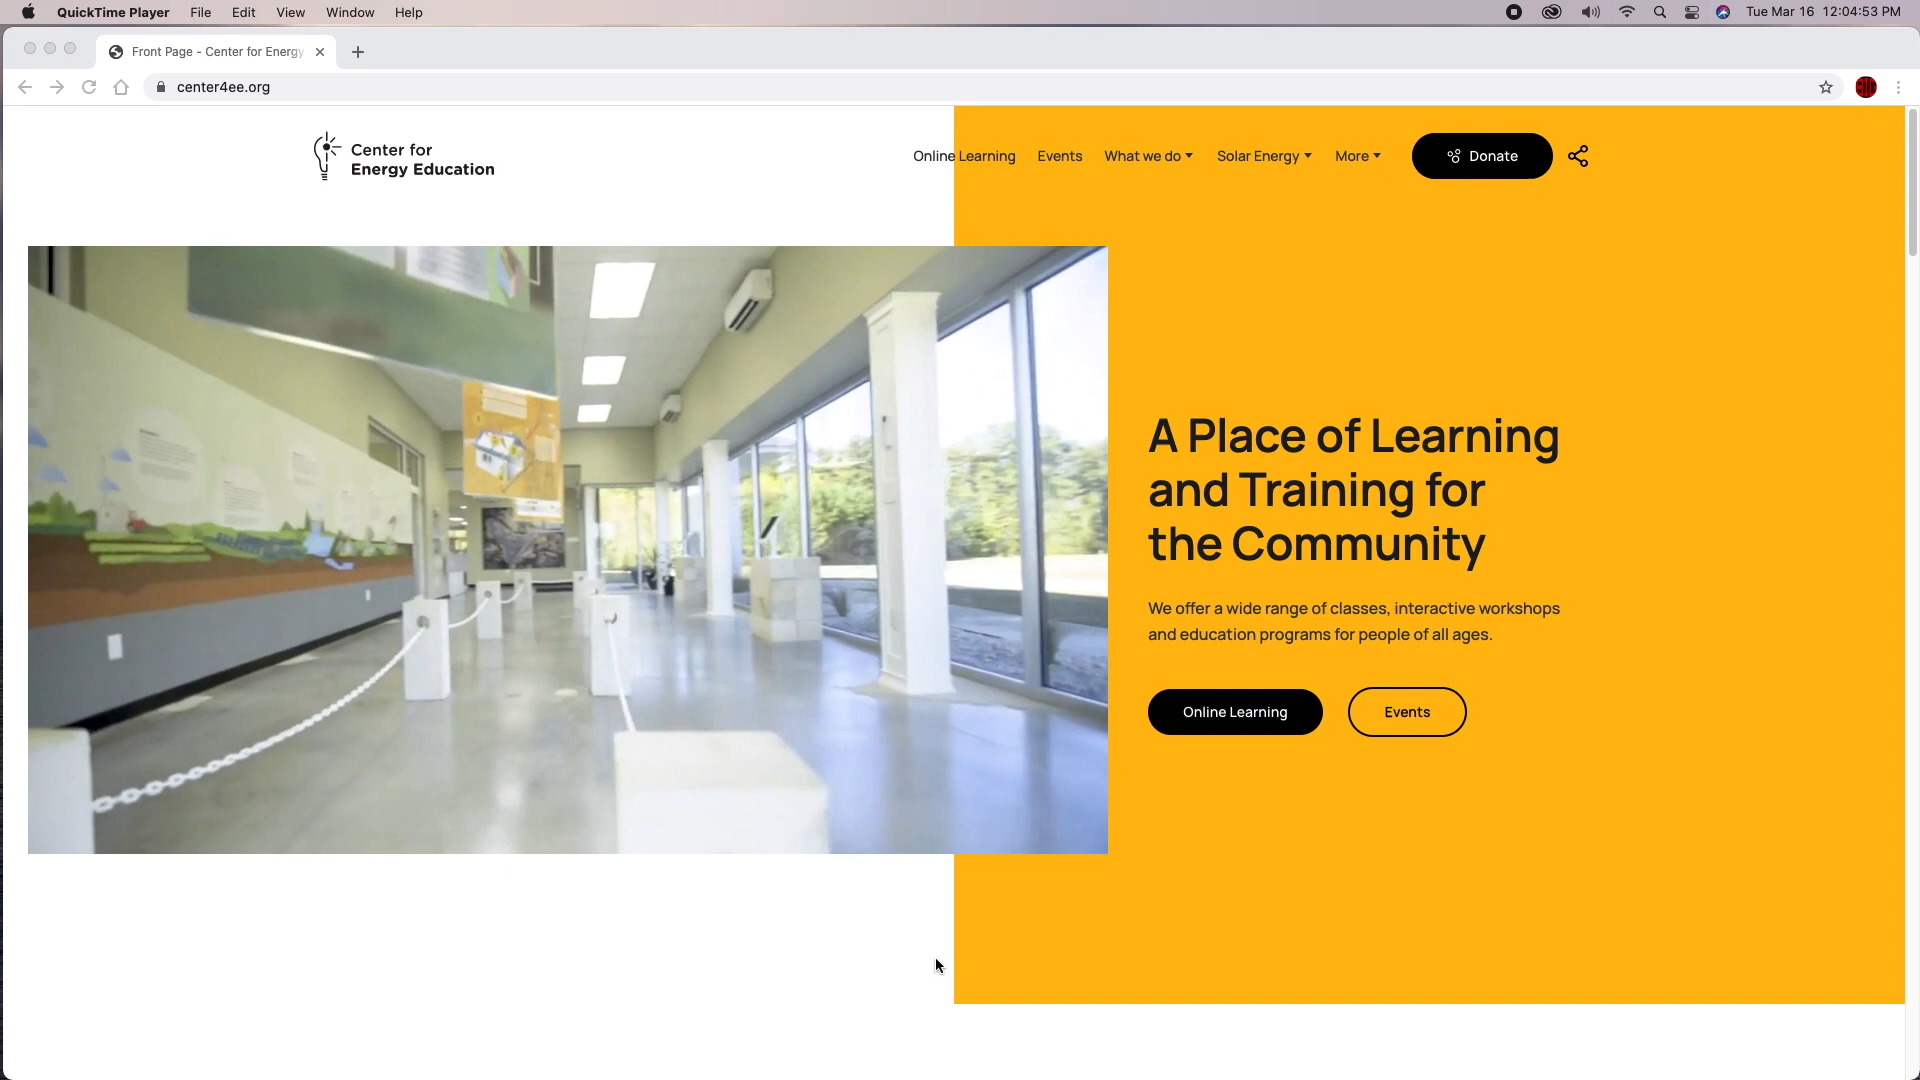 QuickTime Player File Edit View Window Help Tue Mar 16 12:04:53 PM
Front Page - Center for Energy
center4ee.org
Center for
Energy Education
Online Learning Events What we do Solar Energy More Donate
A Place of Learning
and Training for
the Community
We offer a wide range of classes, interactive workshops
and education programs for people of all ages.
Online Learning Events